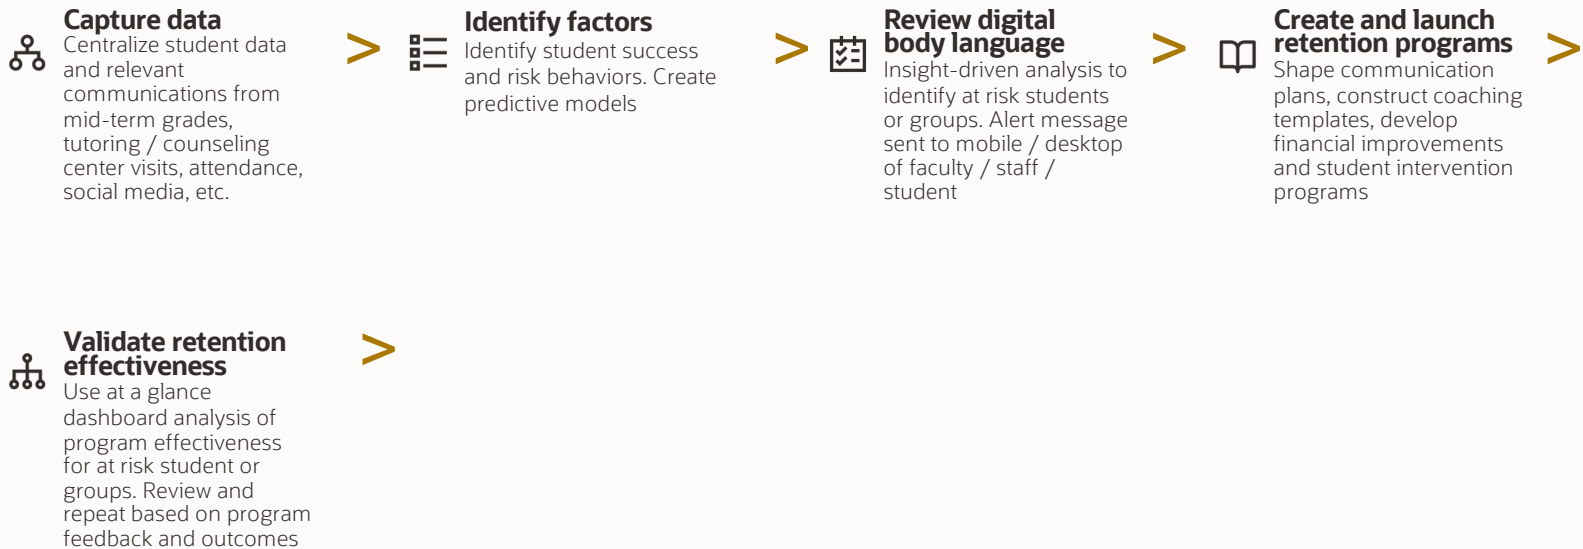 Capture data
Centralize student data
and relevant
communications from
mid-term grades,
tutoring / counseling
center visits, attendance,
social media, etc.
>
Identify factors
Identify student success
and risk behaviors. Create
predictive models
>
Review digital
body language
Insight-driven analysis to
identify at risk students
or groups. Alert message
sent to mobile / desktop
of faculty / staff /
student
>
Create and launch
retention programs
Shape communication
plans, construct coaching
templates, develop
financial improvements
and student intervention
programs
>
Validate retention
effectiveness
Use at a glance
dashboard analysis of
program effectiveness
for at risk student or
groups. Review and
repeat based on program
feedback and outcomes
>